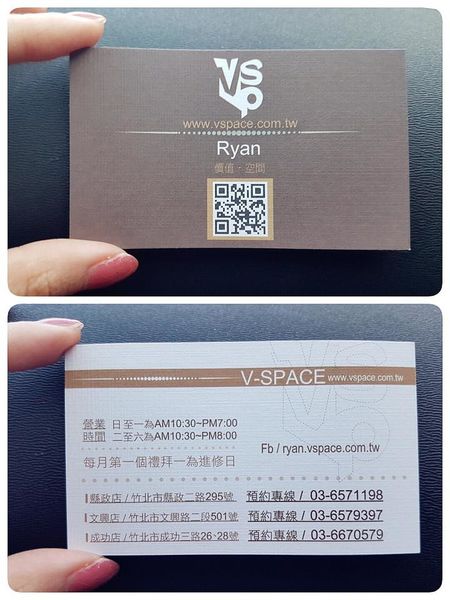 VS
SP
www.vspace.com.tw
Ryan
價值·空間
V-SPACE www.vspace.com.tw
營業 日至一為AM10:30~PM7:00
時間 二至六為AM10:30~PM8:00
Fb / ryan.vspace.com.tw
每月第一個禮拜一為進修日
縣政店 / 竹北市縣政二路295號 預約專線 / 03-6571198
文興店 / 竹北市文興路二段501號 預約專線 / 03-6579397
成功店 / 竹北市成功三路26、28號 預約專線 / 03-6670579